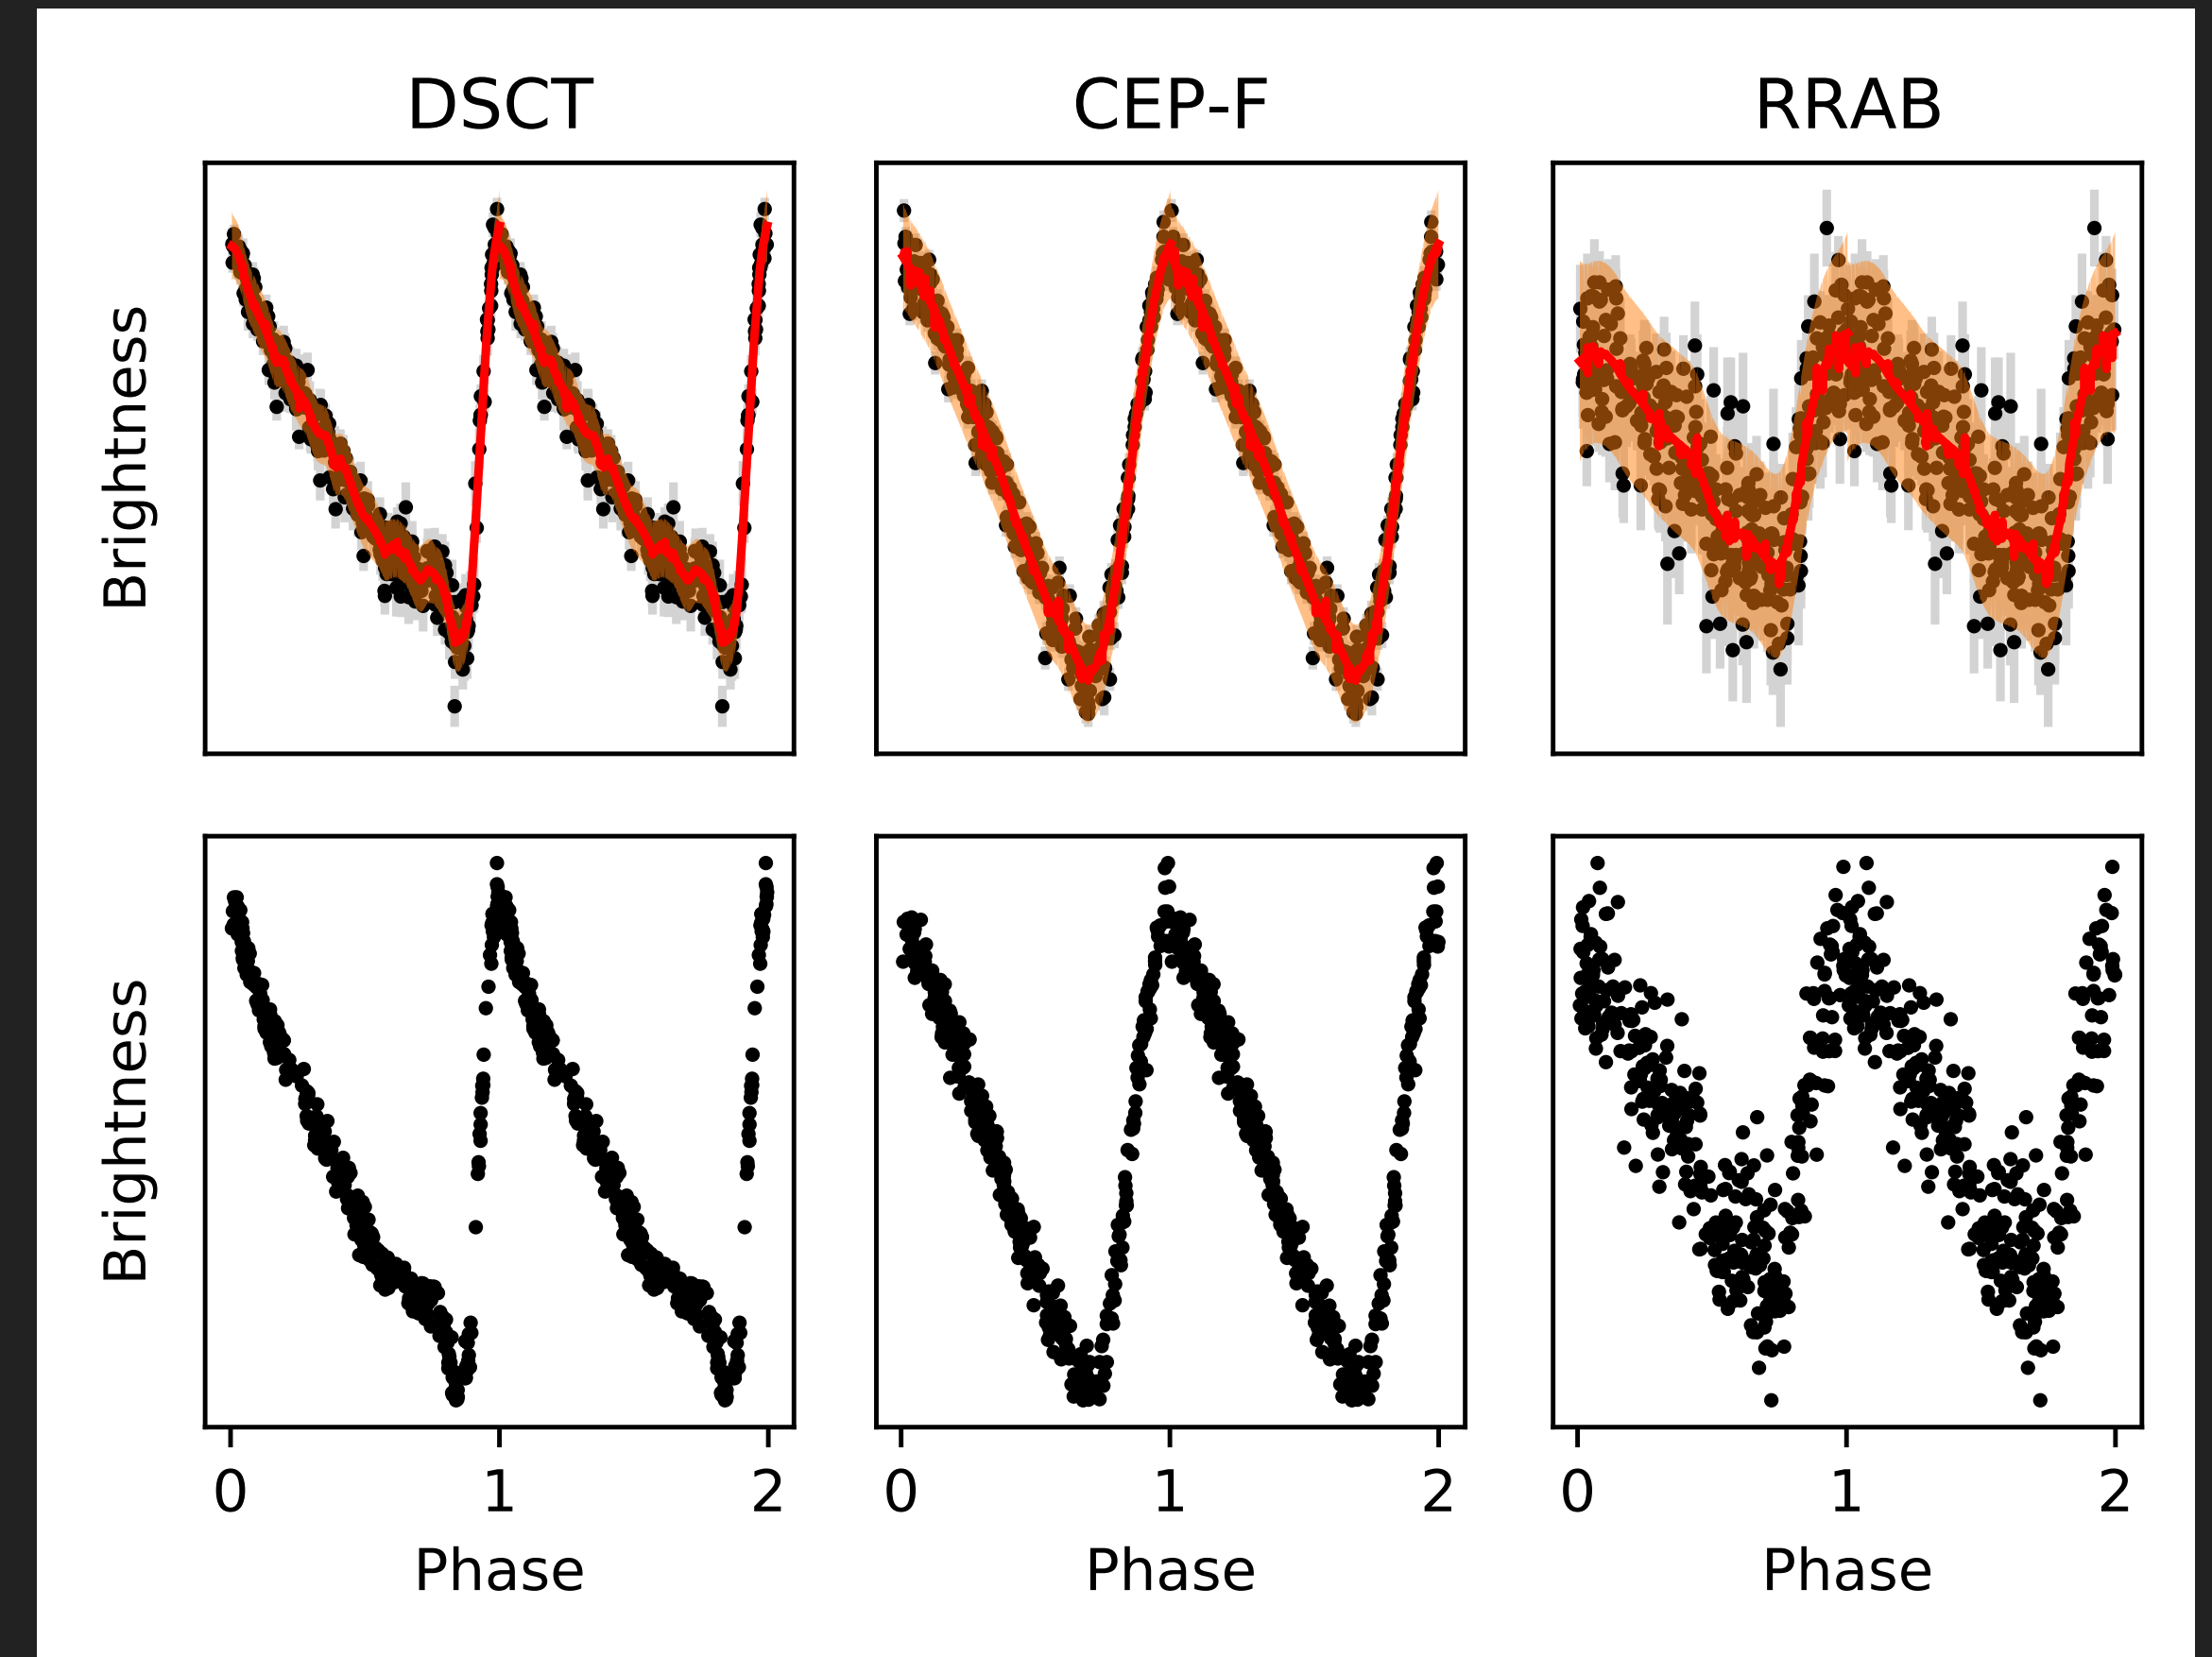 DSCT CEP-F RRAB
Brightness
Brightness
0 1 2 0 1 2 0 1 2
Phase Phase Phase